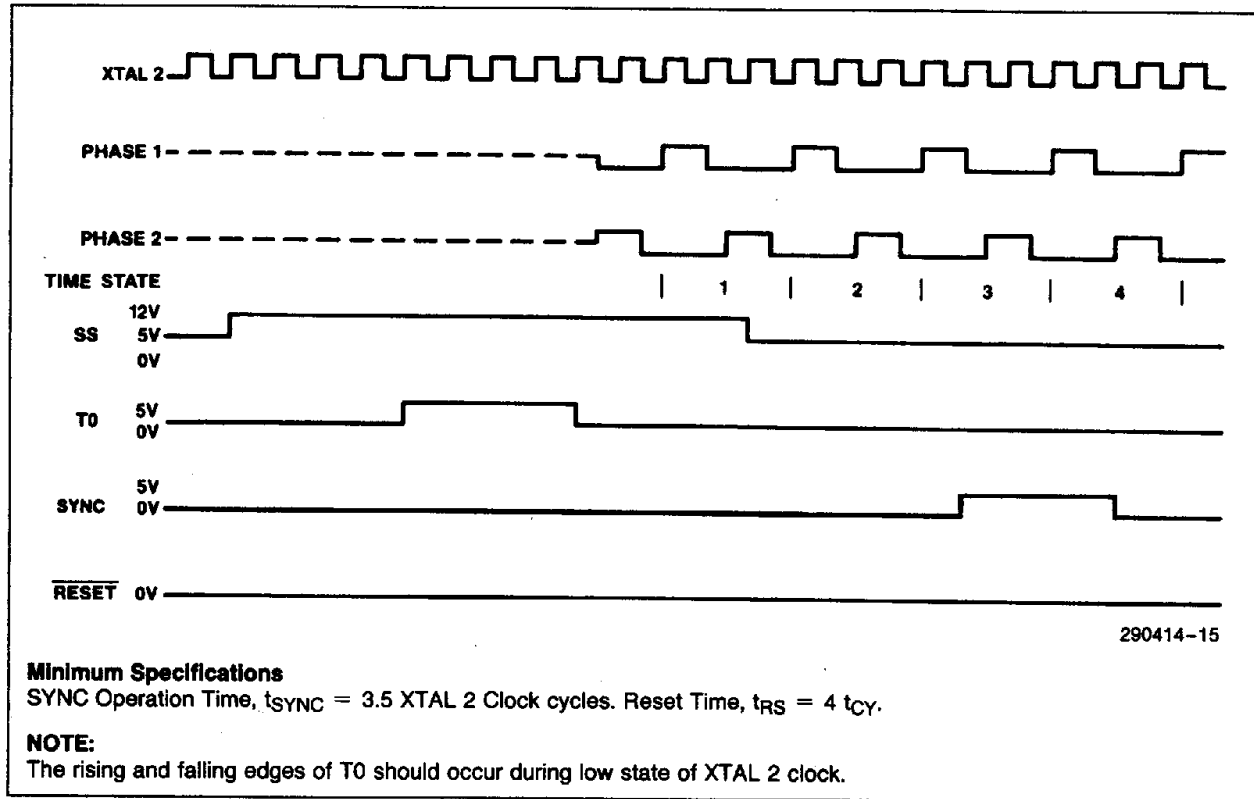 XTAL 2
PHASE 1
PHASE 2
TIME STATE | 1 | 2 | 3 | 4 |
12V
SS 5V
0V
5V
T0 0V
5V
SYNC 0V
RESET 0V
290414-15
Minimum Specifications
SYNC Operation Time, tSYNC = 3.5 XTAL 2 Clock cycles. Reset Time, tRS = 4 tCY.
NOTE:
The rising and falling edges of T0 should occur during low state of XTAL 2 clock.